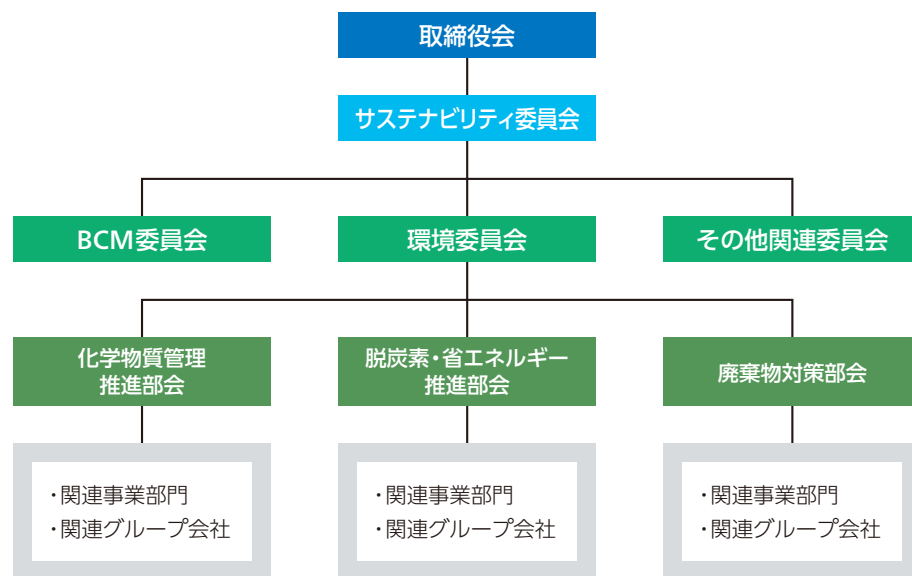 取締役会
サステナビリティ委員会
BCM委員会
環境委員会
その他関連委員会
化学物質管理
推進部会
脱炭素・省エネルギー
推進部会
廃棄物対策部会
・関連事業部門
・関連グループ会社
・関連事業部門
・関連グループ会社
・関連事業部門
・関連グループ会社